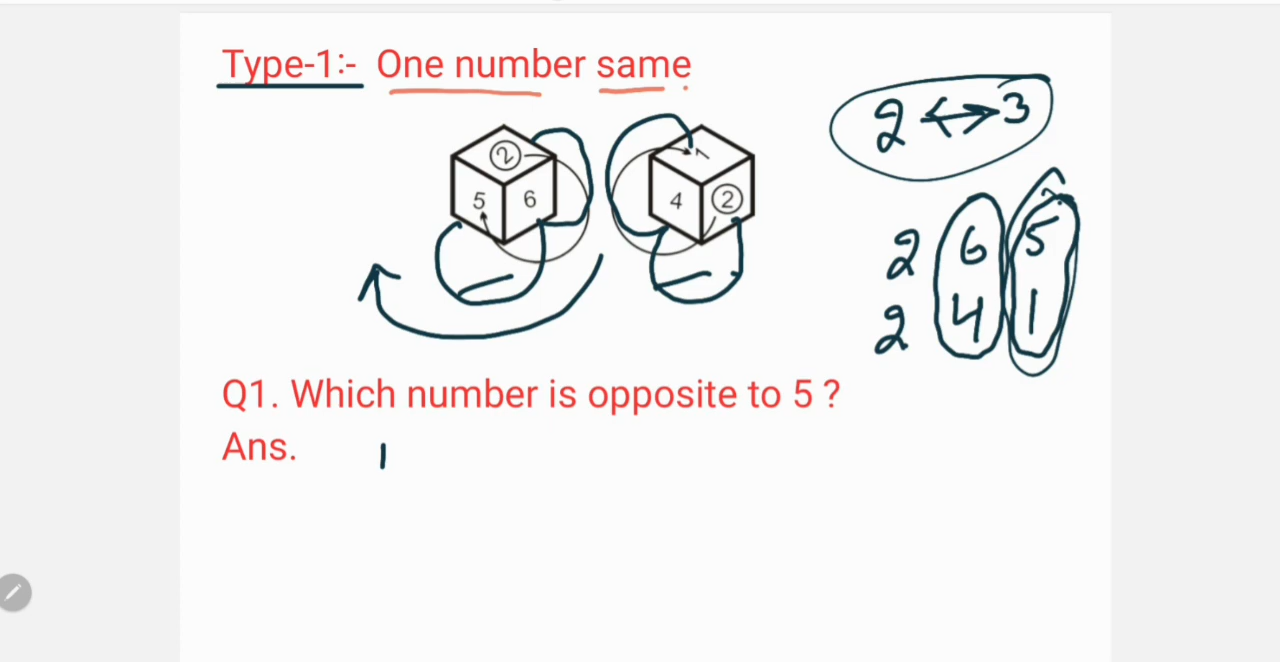 Type-1:- One number same
2 1
5 6 4 2
2 ↔ 3
2 6 5
2 4 1
Q1. Which number is opposite to 5 ?
Ans. 1